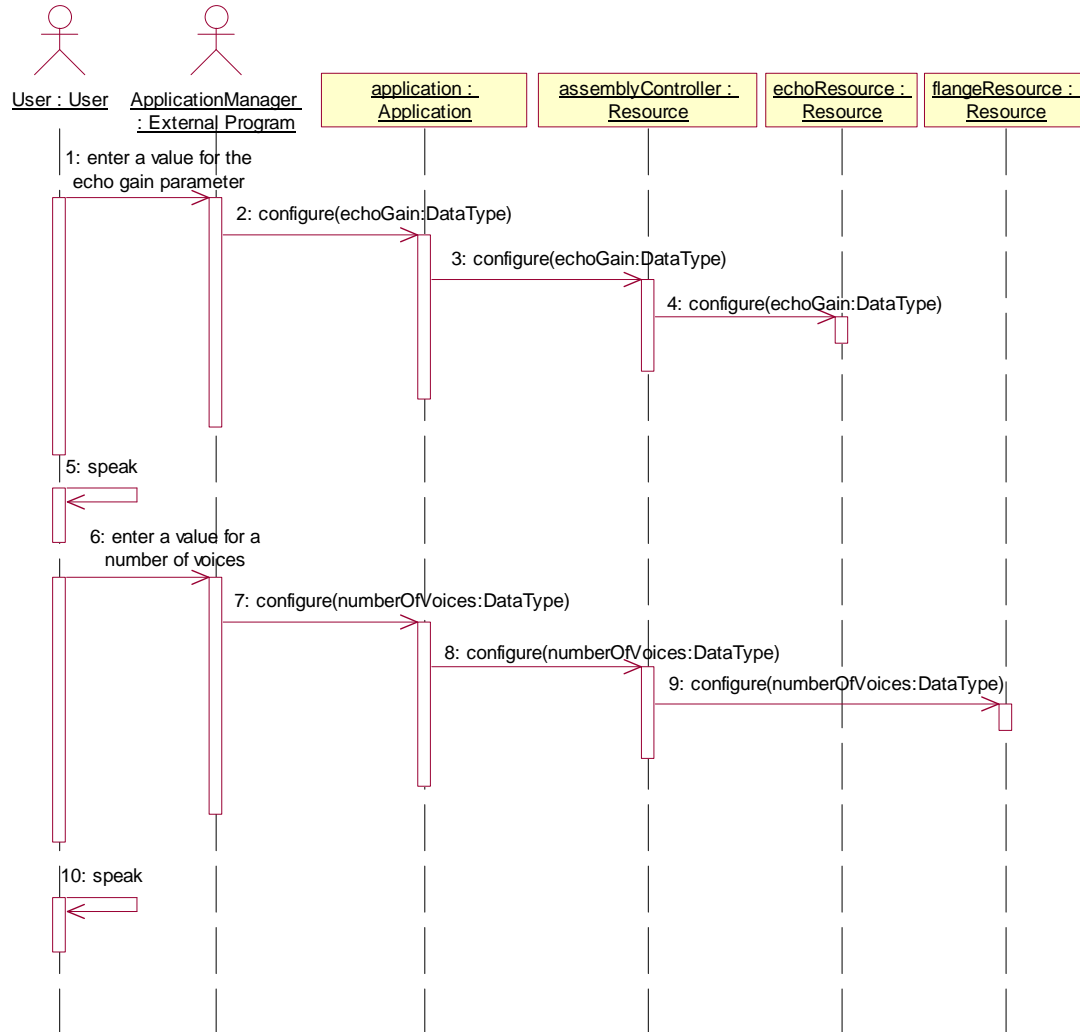 User : User
ApplicationManager
: External Program
application :
Application
assemblyController :
Resource
echoResource :
Resource
flangeResource :
Resource
1: enter a value for the
echo gain parameter
2: configure(echoGain:DataType)
3: configure(echoGain:DataType)
4: configure(echoGain:DataType)
5: speak
6: enter a value for a
number of voices
7: configure(numberOfVoices:DataType)
8: configure(numberOfVoices:DataType)
9: configure(numberOfVoices:DataType)
10: speak